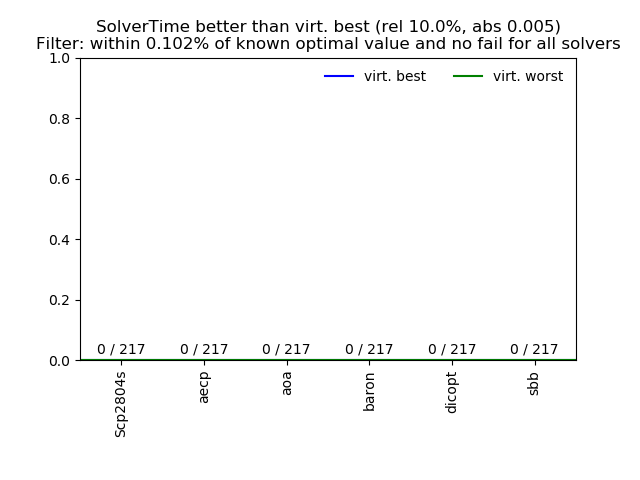 SolverTime better than virt. best (rel 10.0%, abs 0.005)
Filter: within 0.102% of known optimal value and no fail for all solvers
virt. best
virt. worst
1.0
0.8
0.6
0.4
0.2
0.0
0 / 217
0 / 217
0 / 217
0 / 217
0 / 217
0 / 217
Scp2804s
aecp
aoa
baron
dicopt
sbb